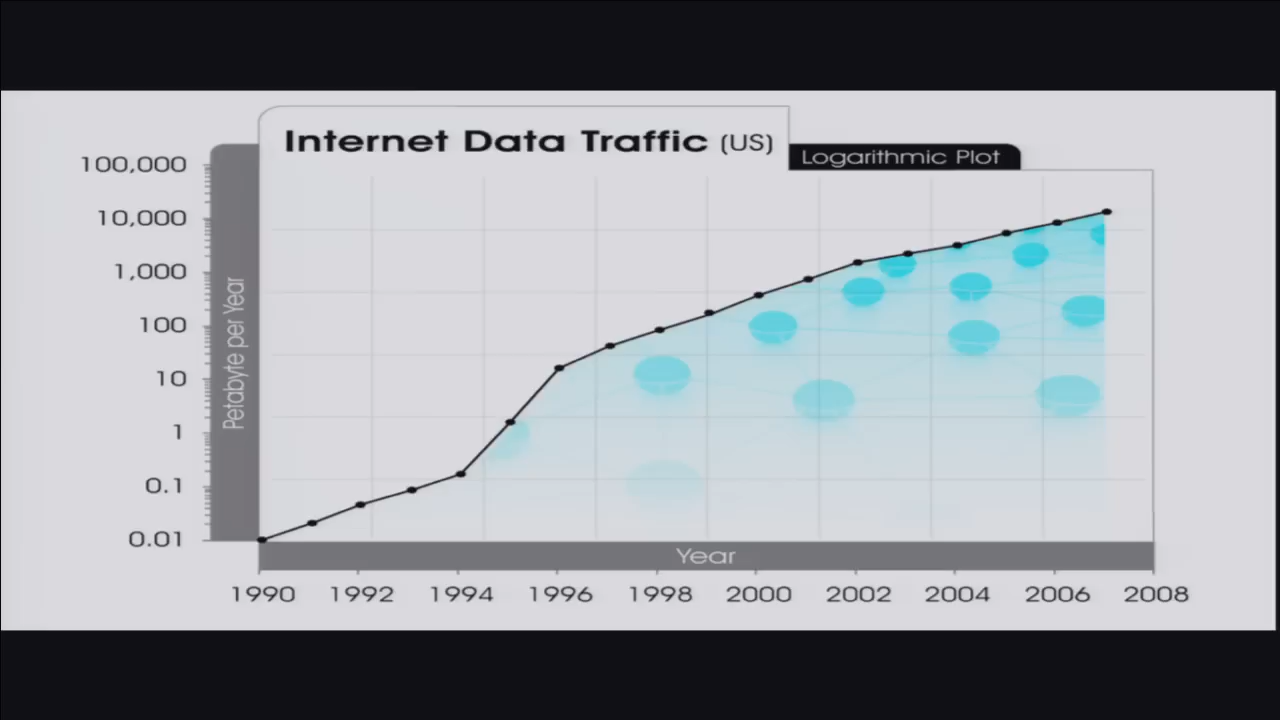 Internet Data Traffic (US)
Logarithmic Plot
100,000
10,000
1,000
100
10
1
0.1
0.01
Petabyte per Year
Year
1990 1992 1994 1996 1998 2000 2002 2004 2006 2008